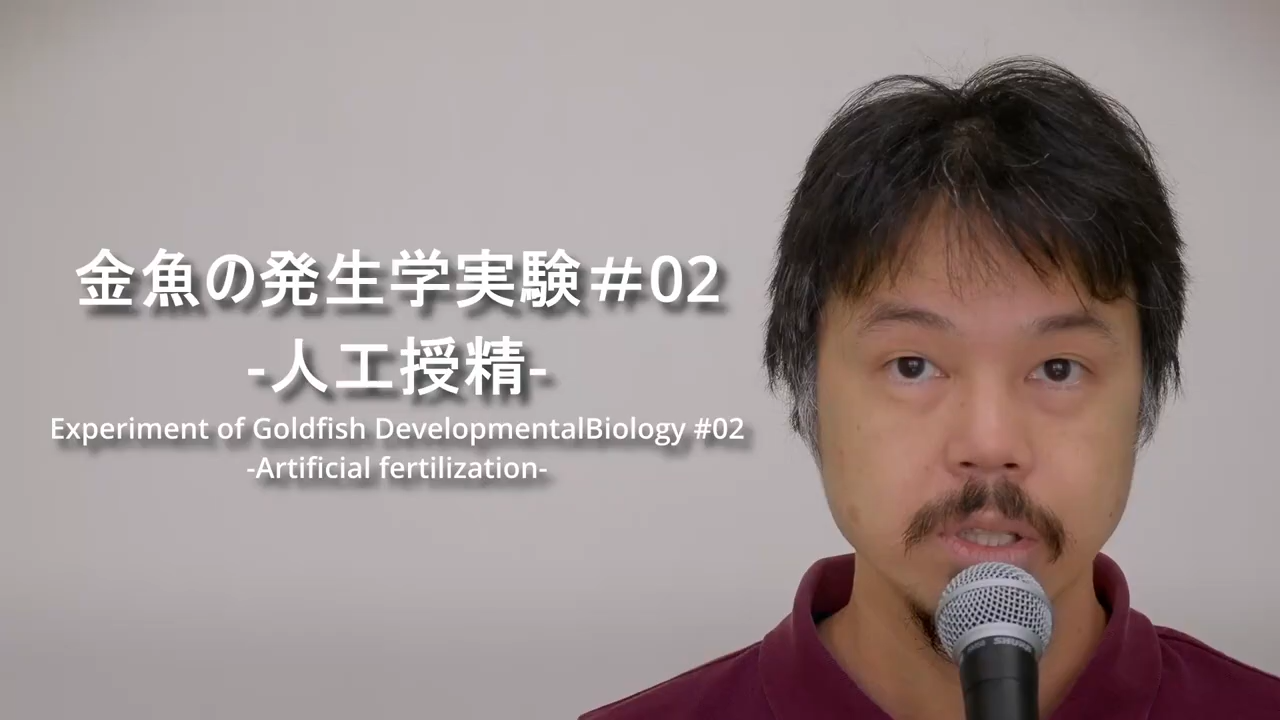 金魚の発生学実験＃02
-人工授精-
Experiment of Goldfish DevelopmentalBiology #02
-Artificial fertilization-